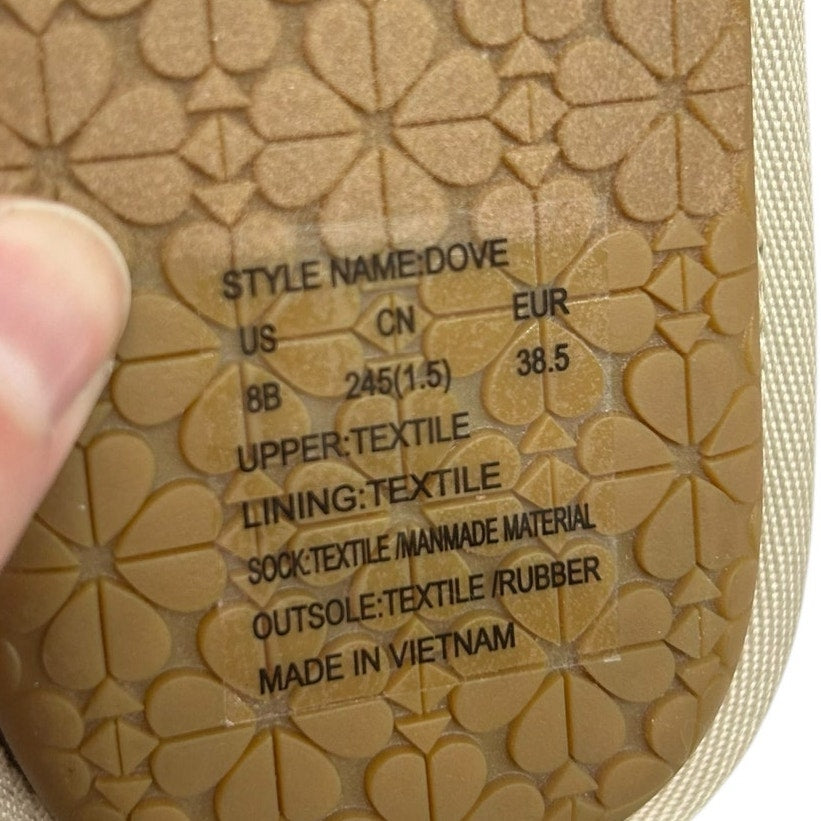 STYLE NAME:DOVE
US CN EUR
8B 245(1.5) 38.5
UPPER:TEXTILE
LINING:TEXTILE
SOCK:TEXTILE /MANMADE MATERIAL
OUTSOLE:TEXTILE /RUBBER
MADE IN VIETNAM